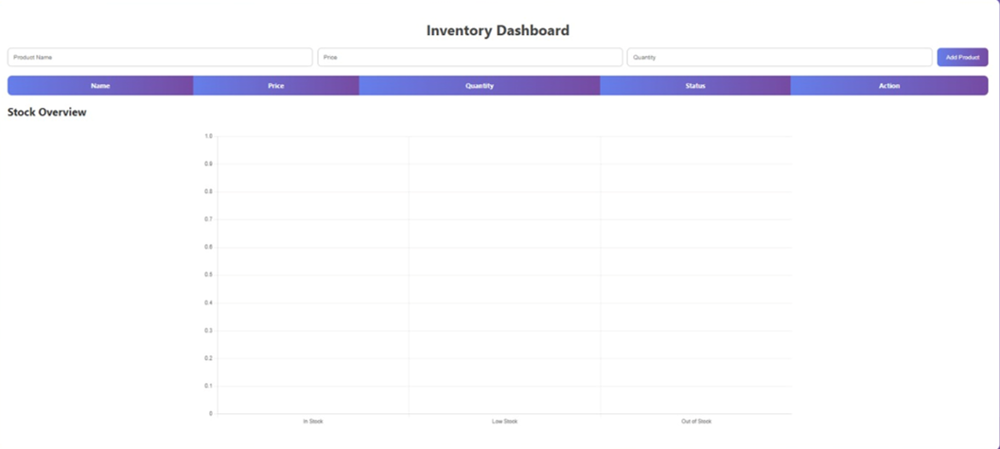 Inventory Dashboard
Product Name Price Quantity Add Product
Name Price Quantity Status Action
Stock Overview
1.0
0.9
0.8
0.7
0.6
0.5
0.4
0.3
0.2
0.1
0
In Stock Low Stock Out of Stock